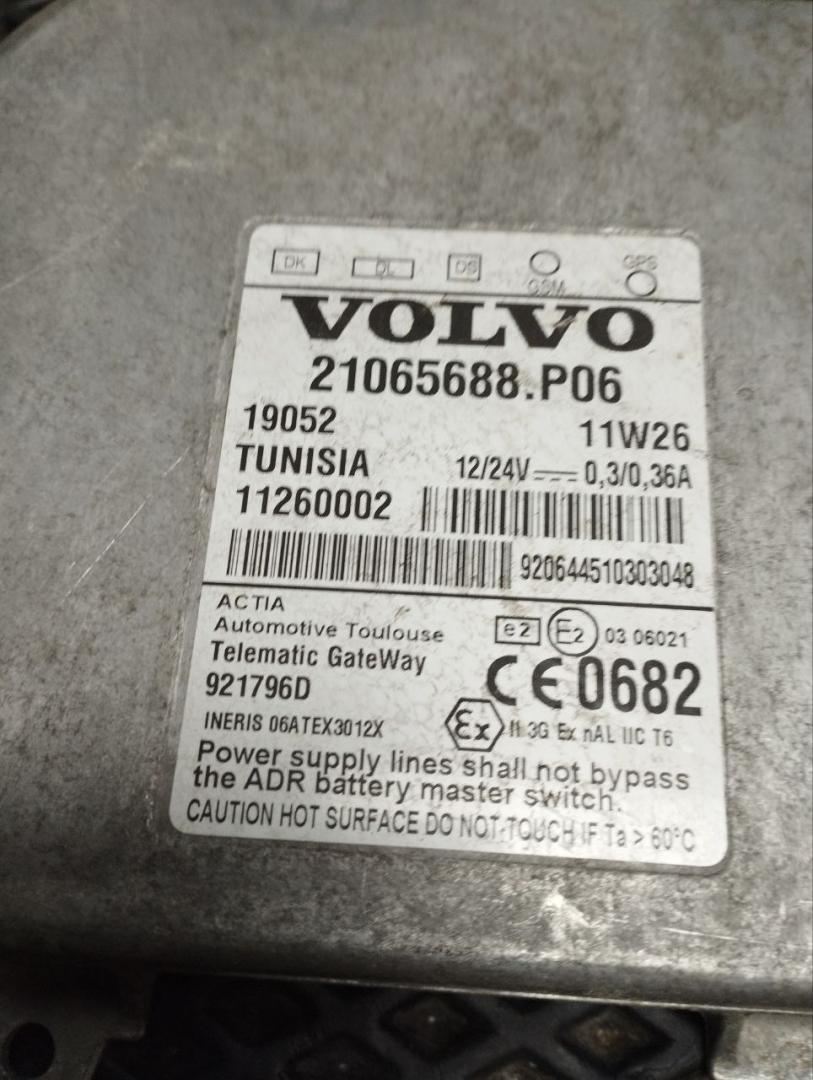 DK DL DS GSM GPS
VOLVO
21065688.P06
19052 11W26
TUNISIA 12/24V 0,3/0,36A
11260002
920644510303048
ACTIA
Automotive Toulouse e2 E2 03 06021
Telematic GateWay
921796D CE 0682
INERIS 06ATEX3012X Ex II 3G Ex nAL IIC T6
Power supply lines shall not bypass
the ADR battery master switch.
CAUTION HOT SURFACE DO NOT TOUCH IF Ta > 60°C